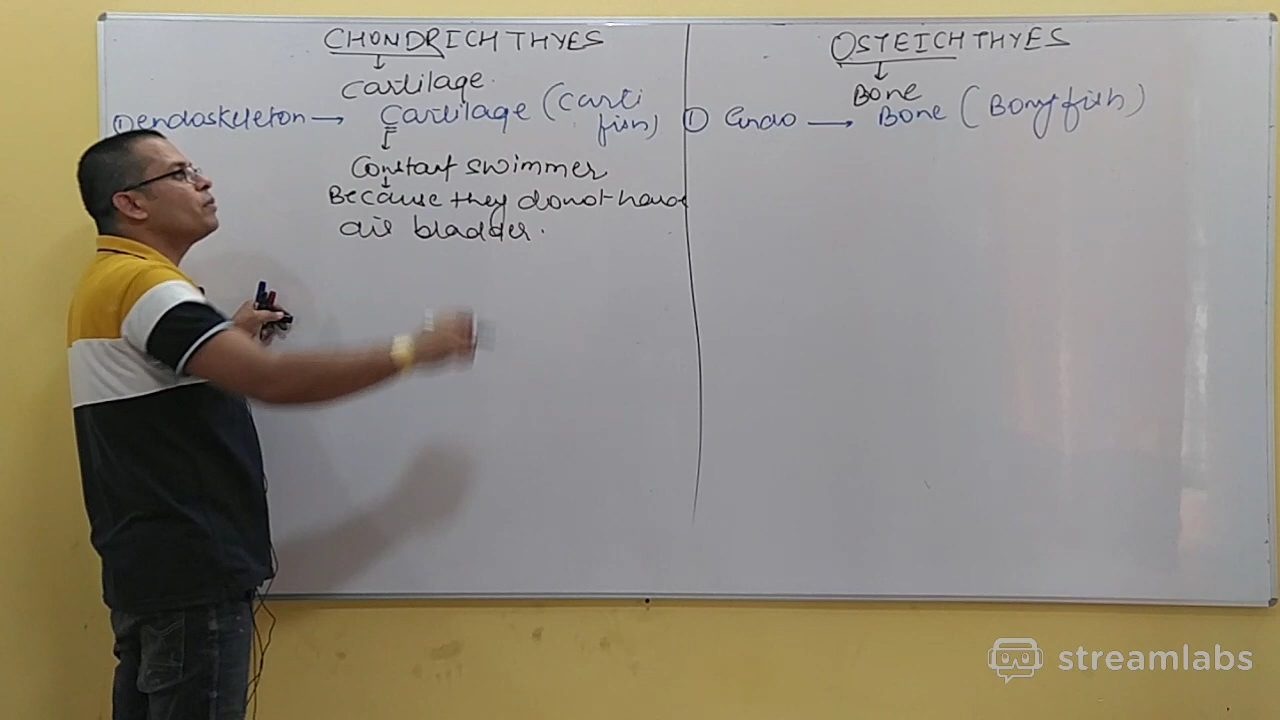 CHONDRICHTHYES
↓
Cartilage.
① endoskeleton → Cartilage (Carti
fish)
↓
Constant swimmer
↓
Because they do not have
air bladder.
OSTEICHTHYES
↓
Bone
① Endo → Bone (Bony fish)
streamlabs